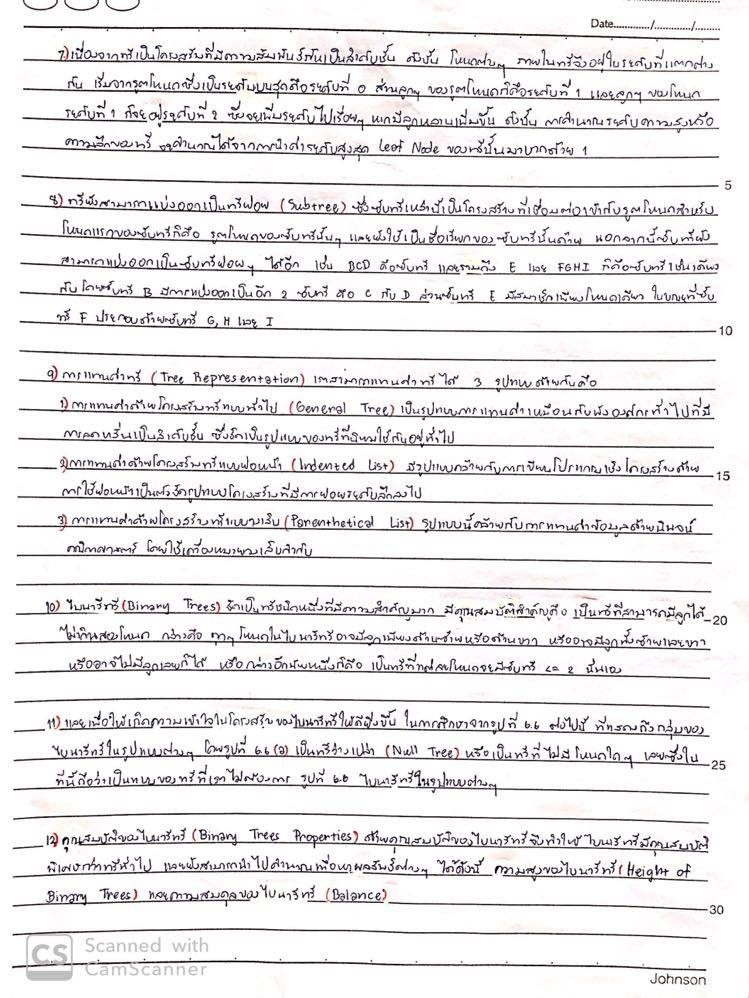 Date............/............/........
7) เนื่องจากทรีเป็นโครงสร้างที่มีความสัมพันธ์กันเป็นลำดับชั้น ดังนั้น โหนดต่างๆ ภายในทรีจึงอยู่ในระดับที่แตกต่าง
กัน เริ่มจากรูตโหนดซึ่งเป็นระดับบนสุดคือระดับที่ 0 ส่วนลูกๆ ของรูตโหนดก็คือระดับที่ 1 และลูกๆ ของโหนด
ระดับที่ 1 ก็จะอยู่ระดับที่ 2 ซึ่งจะเพิ่มระดับไปเรื่อยๆ หากมีลูกหลานเพิ่มขึ้น ดังนั้น การคำนวณระดับความสูงหรือ
ความลึกของทรี จะคำนวณได้จากการนำค่าระดับสูงสุด Leaf Node ของทรีนั้นมาบวกด้วย 1
5
8) ทรียังสามารถแบ่งออกเป็นทรีย่อย (Subtree) ซึ่งซับทรีเหล่านี้เป็นโครงสร้างที่เชื่อมต่อเข้ากับรูตโหนดสำหรับ
โหนดแรกของซับทรีก็คือ รูตโหนดของซับทรีนั้นๆ และยังใช้เป็นชื่อเรียกของซับทรีนั้นด้วย นอกจากนี้ซับทรียัง
สามารถแบ่งออกเป็นซับทรีย่อยๆ ได้อีก เช่น BCD คือซับทรี และรวมถึง E และ FGHI ก็คือซับทรีเช่นเดียว
กับโดยซับทรี B มีการแบ่งออกเป็นอีก 2 ซับทรี คือ C กับ D ส่วนซับทรี E มีสมาชิกเพียงโหนดเดียว ในขณะที่ซับ
ทรี F ประกอบด้วยซับทรี G, H และ I
10
9) การแทนค่าทรี (Tree Representation) เราสามารถแทนค่าทรีได้ 3 รูปแบบด้วยกันคือ
1) การแทนค่าด้วยโครงสร้างทรีแบบทั่วไป (General Tree) เป็นรูปแบบการแทนค่าเหมือนกับผังองค์กรทั่วไปที่มี
การลดหลั่นเป็นลำดับชั้น ซึ่งจัดเป็นรูปแบบของทรีที่นิยมใช้กันอยู่ทั่วไป
2) การแทนค่าด้วยโครงสร้างทรีแบบย่อหน้า (Indented List) มีรูปแบบคล้ายกับการเขียนโปรแกรมเชิงโครงสร้างด้วย
15
การใช้ย่อหน้าเป็นตัวจัดรูปแบบโครงสร้างที่มีการย่อยระดับลึกลงไป
3) การแทนค่าด้วยโครงสร้างทรีแบบวงเล็บ (Parenthetical List) รูปแบบนี้คล้ายกับการแทนค่าข้อมูลด้วยนิพจน์
คณิตศาสตร์ โดยใช้เครื่องหมายวงเล็บกำกับ
10) ไบนารีทรี (Binary Trees) จัดเป็นทรีชนิดหนึ่งที่มีความสำคัญมาก มีคุณสมบัติสำคัญคือ เป็นทรีที่สามารถมีลูกได้
20
ไม่เกินสองโหนด กล่าวคือ ทุกๆ โหนดในไบนารีทรีอาจมีลูกเพียงด้านซ้ายหรือด้านขวา หรืออาจมีลูกทั้งซ้ายและขวา
หรืออาจไม่มีลูกเลยก็ได้ หรือกล่าวอีกนัยหนึ่งก็คือ เป็นทรีที่แต่ละโหนดจะมีซับทรี <= 2 นั่นเอง
11) และเพื่อให้เกิดความเข้าใจในโครงสร้างของไบนารีทรีให้ดียิ่งขึ้น ในการศึกษาจากรูปที่ 6.6 ต่อไปนี้ ที่แสดงถึงกลุ่มของ
ไบนารีทรีในรูปแบบต่างๆ โดยรูปที่ 6.6 (a) เป็นทรีว่างเปล่า (Null Tree) หรือเป็นทรีที่ไม่มีโหนดใดๆ เลยซึ่งใน
25
ที่นี้ถือว่าเป็นแบบของทรีที่เราไม่ต้องการ รูปที่ 6.6 ไบนารีทรีในรูปแบบต่างๆ
12) คุณสมบัติของไบนารีทรี (Binary Trees Properties) ด้วยคุณสมบัติของไบนารีทรีจึงทำให้ ไบนารีทรีมีคุณสมบัติ
พิเศษกว่าทรีทั่วไป และยังสามารถนำไปคำนวณเพื่อหาผลลัพธ์ต่างๆ ได้ดังนี้ ความสูงของไบนารีทรี (Height of
Binary Trees) และความสมดุลของไบนารีทรี (Balance)
30
CS Scanned with
CamScanner
Johnson